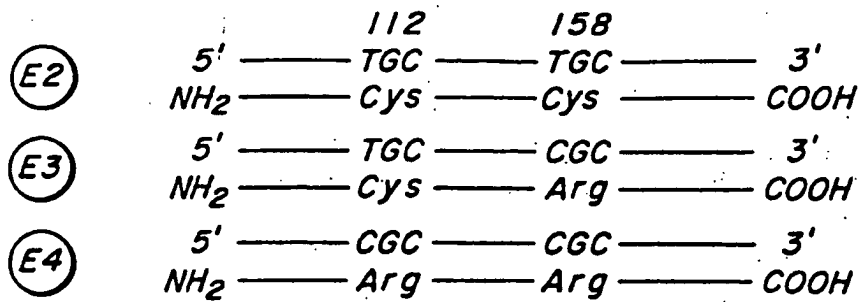 112 158
E2 5' TGC TGC 3'
NH2 Cys Cys COOH
E3 5' TGC CGC 3'
NH2 Cys Arg COOH
E4 5' CGC CGC 3'
NH2 Arg Arg COOH